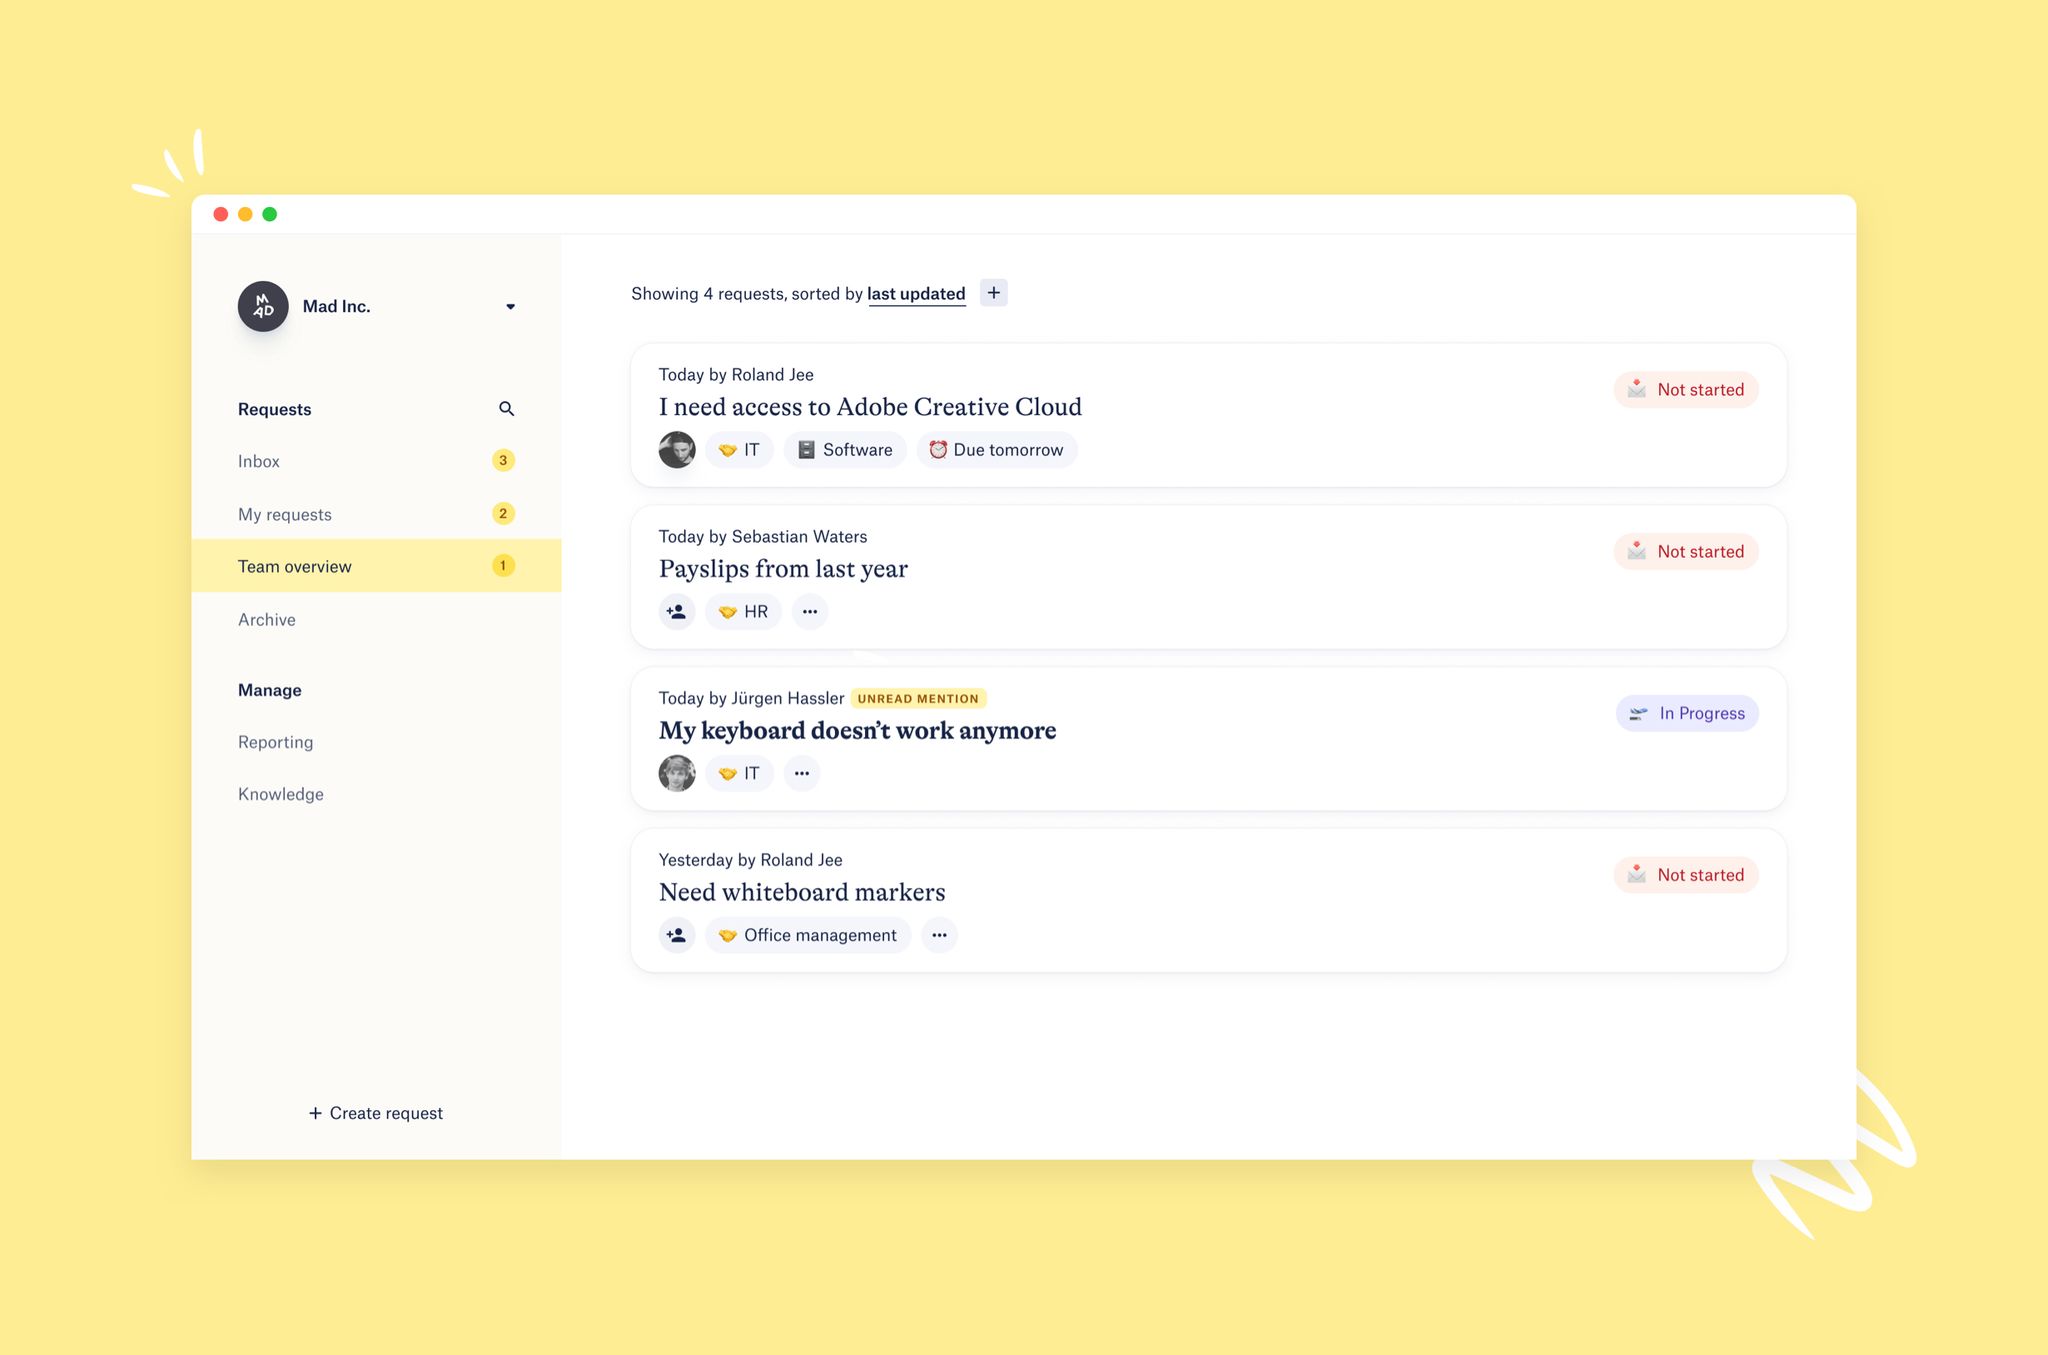 MAD
Mad Inc.
Requests
Inbox 3
My requests 2
Team overview 1
Archive
Manage
Reporting
Knowledge
+ Create request
Showing 4 requests, sorted by last updated +
Today by Roland Jee
Not started
I need access to Adobe Creative Cloud
IT Software Due tomorrow
Today by Sebastian Waters
Not started
Payslips from last year
HR
Today by Jürgen Hassler UNREAD MENTION
In Progress
My keyboard doesn’t work anymore
IT
Yesterday by Roland Jee
Not started
Need whiteboard markers
Office management